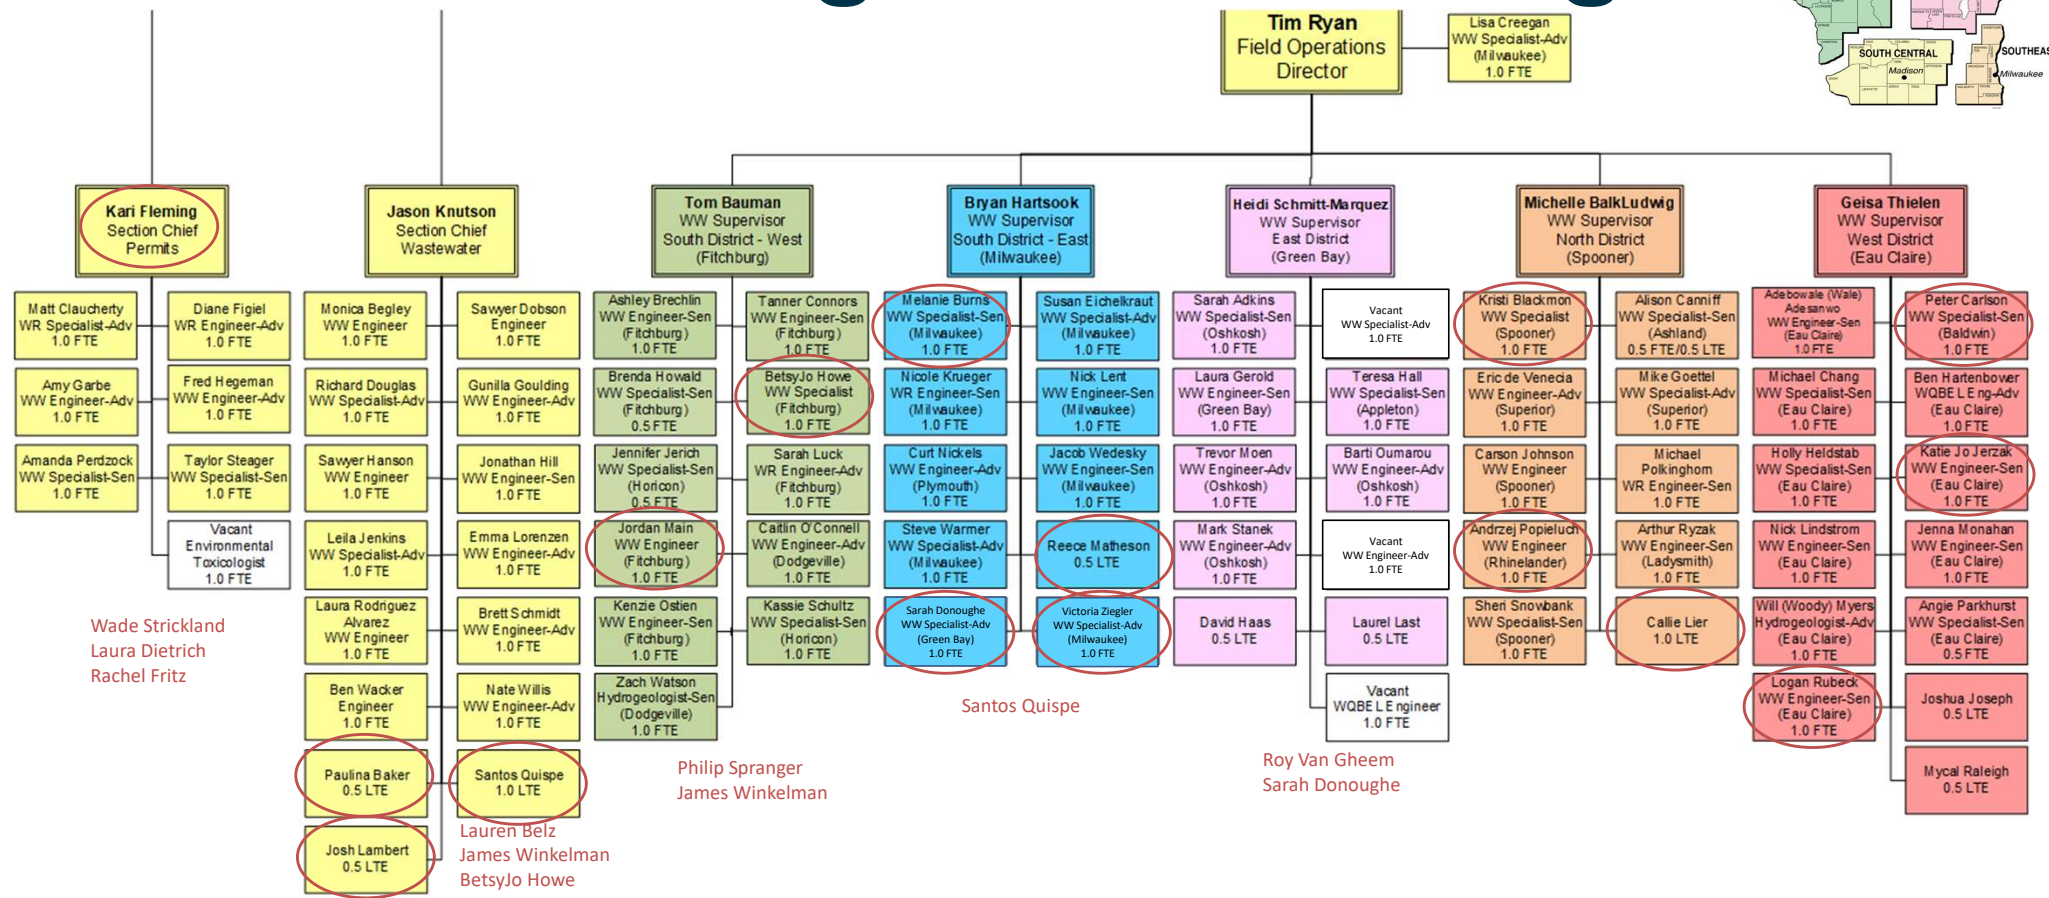 Tim Ryan
Field Operations
Director
Lisa Creegan
WW Specialist-Adv
(Milwaukee)
1.0 FTE
SOUTH CENTRAL
Madison
SOUTHEAS
Milwaukee
Kari Fleming
Section Chief
Permits
Jason Knutson
Section Chief
Wastewater
Tom Bauman
WW Supervisor
South District - West
(Fitchburg)
Bryan Hartsook
WW Supervisor
South District - East
(Milwaukee)
Heidi Schmitt-Marquez
WW Supervisor
East District
(Green Bay)
Michelle BalkLudwig
WW Supervisor
North District
(Spooner)
Geisa Thielen
WW Supervisor
West District
(Eau Claire)
Matt Claucherty
WR Specialist-Adv
1.0 FTE
Diane Figiel
WR Engineer-Adv
1.0 FTE
Amy Garbe
WW Engineer-Adv
1.0 FTE
Fred Hegeman
WW Engineer-Adv
1.0 FTE
Amanda Perdzock
WW Specialist-Sen
1.0 FTE
Taylor Steager
WW Specialist-Sen
1.0 FTE
Vacant
Environmental
Toxicologist
1.0 FTE
Wade Strickland
Laura Dietrich
Rachel Fritz
Monica Begley
WW Engineer
1.0 FTE
Sawyer Dobson
Engineer
1.0 FTE
Richard Douglas
WW Specialist-Adv
1.0 FTE
Gunilla Goulding
WW Engineer-Adv
1.0 FTE
Sawyer Hanson
WW Engineer
1.0 FTE
Jonathan Hill
WW Engineer-Sen
1.0 FTE
Leila Jenkins
WW Specialist-Adv
1.0 FTE
Emma Lorenzen
WW Engineer-Adv
1.0 FTE
Laura Rodriguez
Alvarez
WW Engineer
1.0 FTE
Brett Schmidt
WW Engineer-Adv
1.0 FTE
Ben Wacker
Engineer
1.0 FTE
Nate Willis
WW Engineer-Adv
1.0 FTE
Paulina Baker
0.5 LTE
Santos Quispe
1.0 LTE
Josh Lambert
0.5 LTE
Lauren Belz
James Winkelman
BetsyJo Howe
Ashley Brechlin
WW Engineer-Sen
(Fitchburg)
1.0 FTE
Tanner Connors
WW Engineer-Sen
(Fitchburg)
1.0 FTE
Brenda Howald
WW Specialist-Sen
(Fitchburg)
0.5 FTE
BetsyJo Howe
WW Specialist
(Fitchburg)
1.0 FTE
Jennifer Jerich
WW Specialist-Sen
(Horicon)
0.5 FTE
Sarah Luck
WR Engineer-Adv
(Fitchburg)
1.0 FTE
Jordan Main
WW Engineer
(Fitchburg)
1.0 FTE
Caitlin O'Connell
WW Engineer-Adv
(Dodgeville)
1.0 FTE
Kenzie Ostien
WW Engineer-Sen
(Fitchburg)
1.0 FTE
Kassie Schultz
WW Specialist-Sen
(Horicon)
1.0 FTE
Zach Watson
Hydrogeologist-Sen
(Dodgeville)
1.0 FTE
Philip Spranger
James Winkelman
Melanie Burns
WW Specialist-Sen
(Milwaukee)
1.0 FTE
Susan Eichelkraut
WW Specialist-Adv
(Milwaukee)
1.0 FTE
Nicole Krueger
WR Engineer-Sen
(Milwaukee)
1.0 FTE
Nick Lent
WW Engineer-Sen
(Milwaukee)
1.0 FTE
Curt Nickels
WW Engineer-Adv
(Plymouth)
1.0 FTE
Jacob Wedesky
WW Engineer-Sen
(Milwaukee)
1.0 FTE
Steve Warmer
WW Specialist-Adv
(Milwaukee)
1.0 FTE
Reece Matheson
0.5 LTE
Sarah Donoughe
WW Specialist-Adv
(Green Bay)
1.0 FTE
Victoria Ziegler
WW Specialist-Adv
(Milwaukee)
1.0 FTE
Santos Quispe
Sarah Adkins
WW Specialist-Sen
(Oshkosh)
1.0 FTE
Vacant
WW Specialist-Adv
1.0 FTE
Laura Gerold
WW Engineer-Sen
(Green Bay)
1.0 FTE
Teresa Hall
WW Specialist-Sen
(Appleton)
1.0 FTE
Trevor Moen
WW Engineer-Adv
(Oshkosh)
1.0 FTE
Barti Oumarou
WW Engineer-Adv
(Oshkosh)
1.0 FTE
Mark Stanek
WW Engineer-Adv
(Oshkosh)
1.0 FTE
Vacant
WW Engineer-Adv
1.0 FTE
David Haas
0.5 LTE
Laurel Last
0.5 LTE
Vacant
WQBEL Engineer
1.0 FTE
Roy Van Gheem
Sarah Donoughe
Kristi Blackmon
WW Specialist
(Spooner)
1.0 FTE
Alison Canniff
WW Specialist-Sen
(Ashland)
0.5 FTE/0.5 LTE
Eric de Venecia
WW Engineer-Adv
(Superior)
1.0 FTE
Mike Goettel
WW Specialist-Adv
(Superior)
1.0 FTE
Carson Johnson
WW Engineer
(Spooner)
1.0 FTE
Michael
Polkinghorn
WR Engineer-Sen
1.0 FTE
Andrzej Popieluch
WW Engineer
(Rhinelander)
1.0 FTE
Arthur Ryzak
WW Engineer-Sen
(Ladysmith)
1.0 FTE
Sheri Snowbank
WW Specialist-Sen
(Spooner)
1.0 FTE
Callie Lier
1.0 LTE
Adebowale (Wale)
Adesanwo
WW Engineer-Sen
(Eau Claire)
1.0 FTE
Peter Carlson
WW Specialist-Sen
(Baldwin)
1.0 FTE
Michael Chang
WW Specialist-Sen
(Eau Claire)
1.0 FTE
Ben Hartenbower
WQBEL Eng-Adv
(Eau Claire)
1.0 FTE
Holly Heldstab
WW Specialist-Sen
(Eau Claire)
1.0 FTE
Katie Jo Jerzak
WW Engineer-Sen
(Eau Claire)
1.0 FTE
Nick Lindstrom
WW Engineer-Sen
(Eau Claire)
1.0 FTE
Jenna Monahan
WW Engineer-Sen
(Eau Claire)
1.0 FTE
Will (Woody) Myers
Hydrogeologist-Adv
(Eau Claire)
1.0 FTE
Angie Parkhurst
WW Specialist-Sen
(Eau Claire)
0.5 FTE
Logan Rubeck
WW Engineer-Sen
(Eau Claire)
1.0 FTE
Joshua Joseph
0.5 LTE
Mycal Raleigh
0.5 LTE